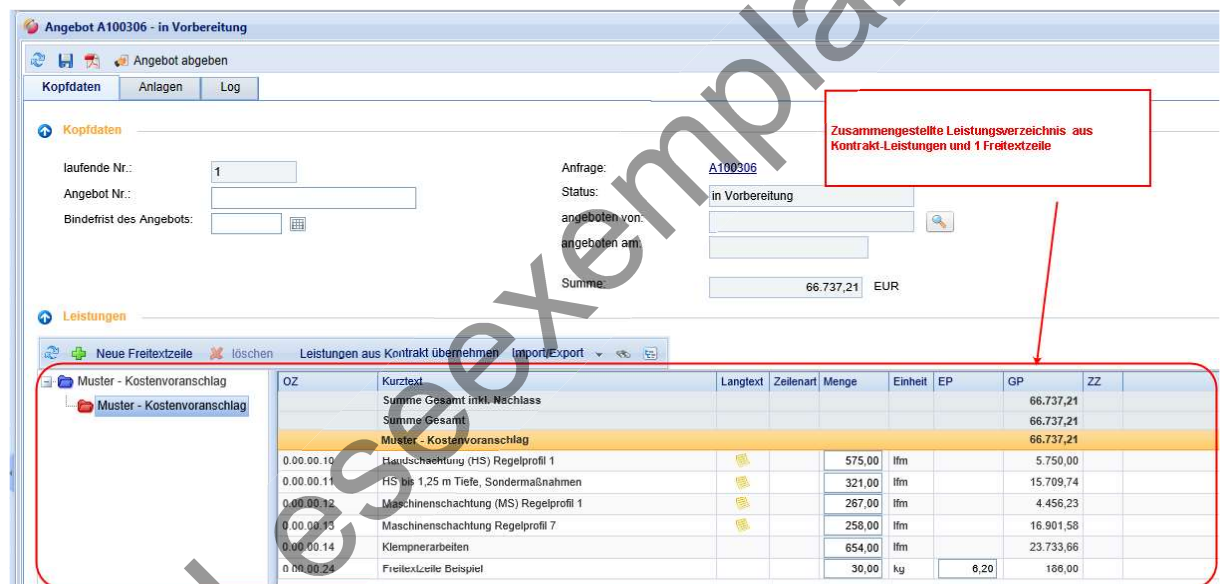 Angebot A100306 - in Vorbereitung
Angebot abgeben
Kopfdaten Anlagen Log
Kopfdaten
Zusammengestellte Leistungsverzeichnis aus
Kontrakt-Leistungen und 1 Freitextzeile
laufende Nr.: 1 Anfrage: A100306
Angebot Nr.: Status: in Vorbereitung
Bindefrist des Angebots: angeboten von:
angeboten am:
Summe: 66.737,21 EUR
Leistungen
Neue Freitextzeile löschen Leistungen aus Kontrakt übernehmen Import/Export
Muster - Kostenvoranschlag
Muster - Kostenvoranschlag
OZ Kurztext Langtext Zeilenart Menge Einheit EP GP ZZ
Summe Gesamt inkl. Nachlass 66.737,21
Summe Gesamt 66.737,21
Muster - Kostenvoranschlag 66.737,21
0.00.00.10 Handschachtung (HS) Regelprofil 1 575,00 lfm 5.750,00
0.00.00.11 HS bis 1,25 m Tiefe, Sondermaßnahmen 321,00 lfm 15.709,74
0.00.00.12 Maschinenschachtung (MS) Regelprofil 1 267,00 lfm 4.456,23
0.00.00.13 Maschinenschachtung Regelprofil 7 258,00 lfm 16.901,58
0.00.00.14 Klempnerarbeiten 654,00 lfm 23.733,66
0.00.00.24 Freitextzeile Beispiel 30,00 kg 6,20 186,00
Leseexemplar